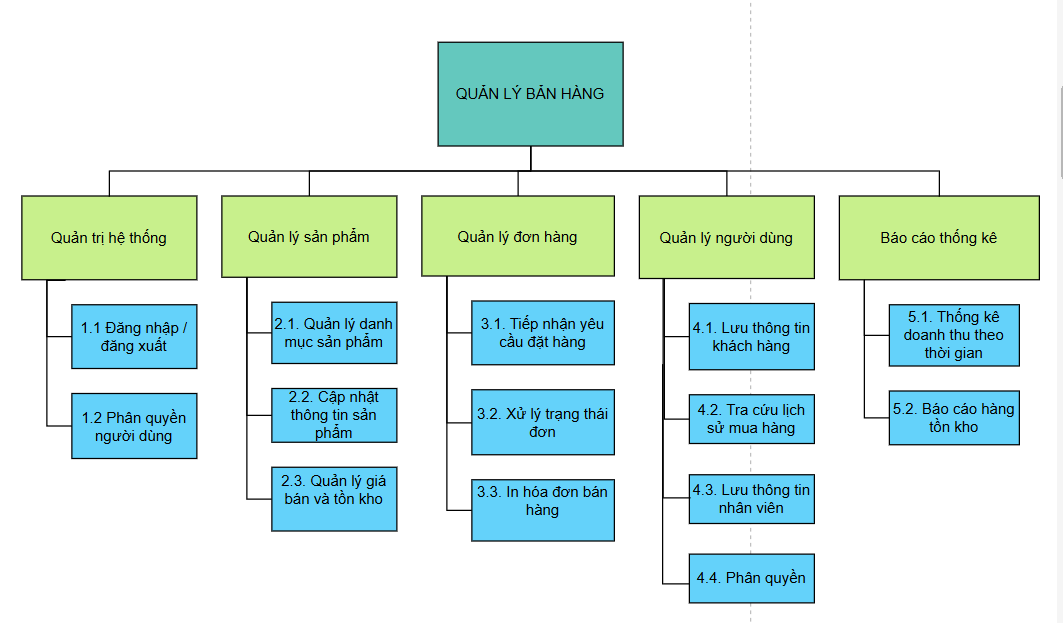 QUẢN LÝ BÁN HÀNG
Quản trị hệ thống
Quản lý sản phẩm
Quản lý đơn hàng
Quản lý người dùng
Báo cáo thống kê
1.1 Đăng nhập /
đăng xuất
1.2 Phân quyền
người dùng
2.1. Quản lý danh
mục sản phẩm
2.2. Cập nhật
thông tin sản
phẩm
2.3. Quản lý giá
bán và tồn kho
3.1. Tiếp nhận yêu
cầu đặt hàng
3.2. Xử lý trạng thái
đơn
3.3. In hóa đơn bán
hàng
4.1. Lưu thông tin
khách hàng
4.2. Tra cứu lịch
sử mua hàng
4.3. Lưu thông tin
nhân viên
4.4. Phân quyền
5.1. Thống kê
doanh thu theo
thời gian
5.2. Báo cáo hàng
tồn kho